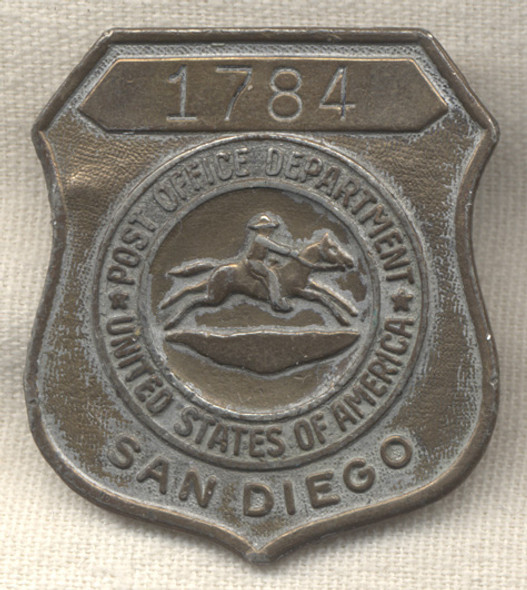 1784
POST OFFICE DEPARTMENT
★ UNITED STATES OF AMERICA ★
SAN DIEGO